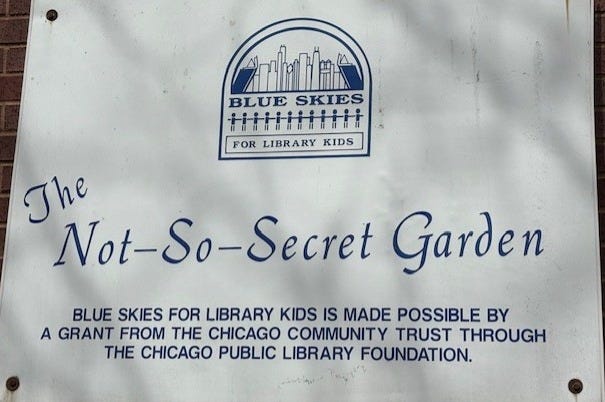 BLUE SKIES
FOR LIBRARY KIDS
The
Not-So-Secret Garden
BLUE SKIES FOR LIBRARY KIDS IS MADE POSSIBLE BY
A GRANT FROM THE CHICAGO COMMUNITY TRUST THROUGH
THE CHICAGO PUBLIC LIBRARY FOUNDATION.